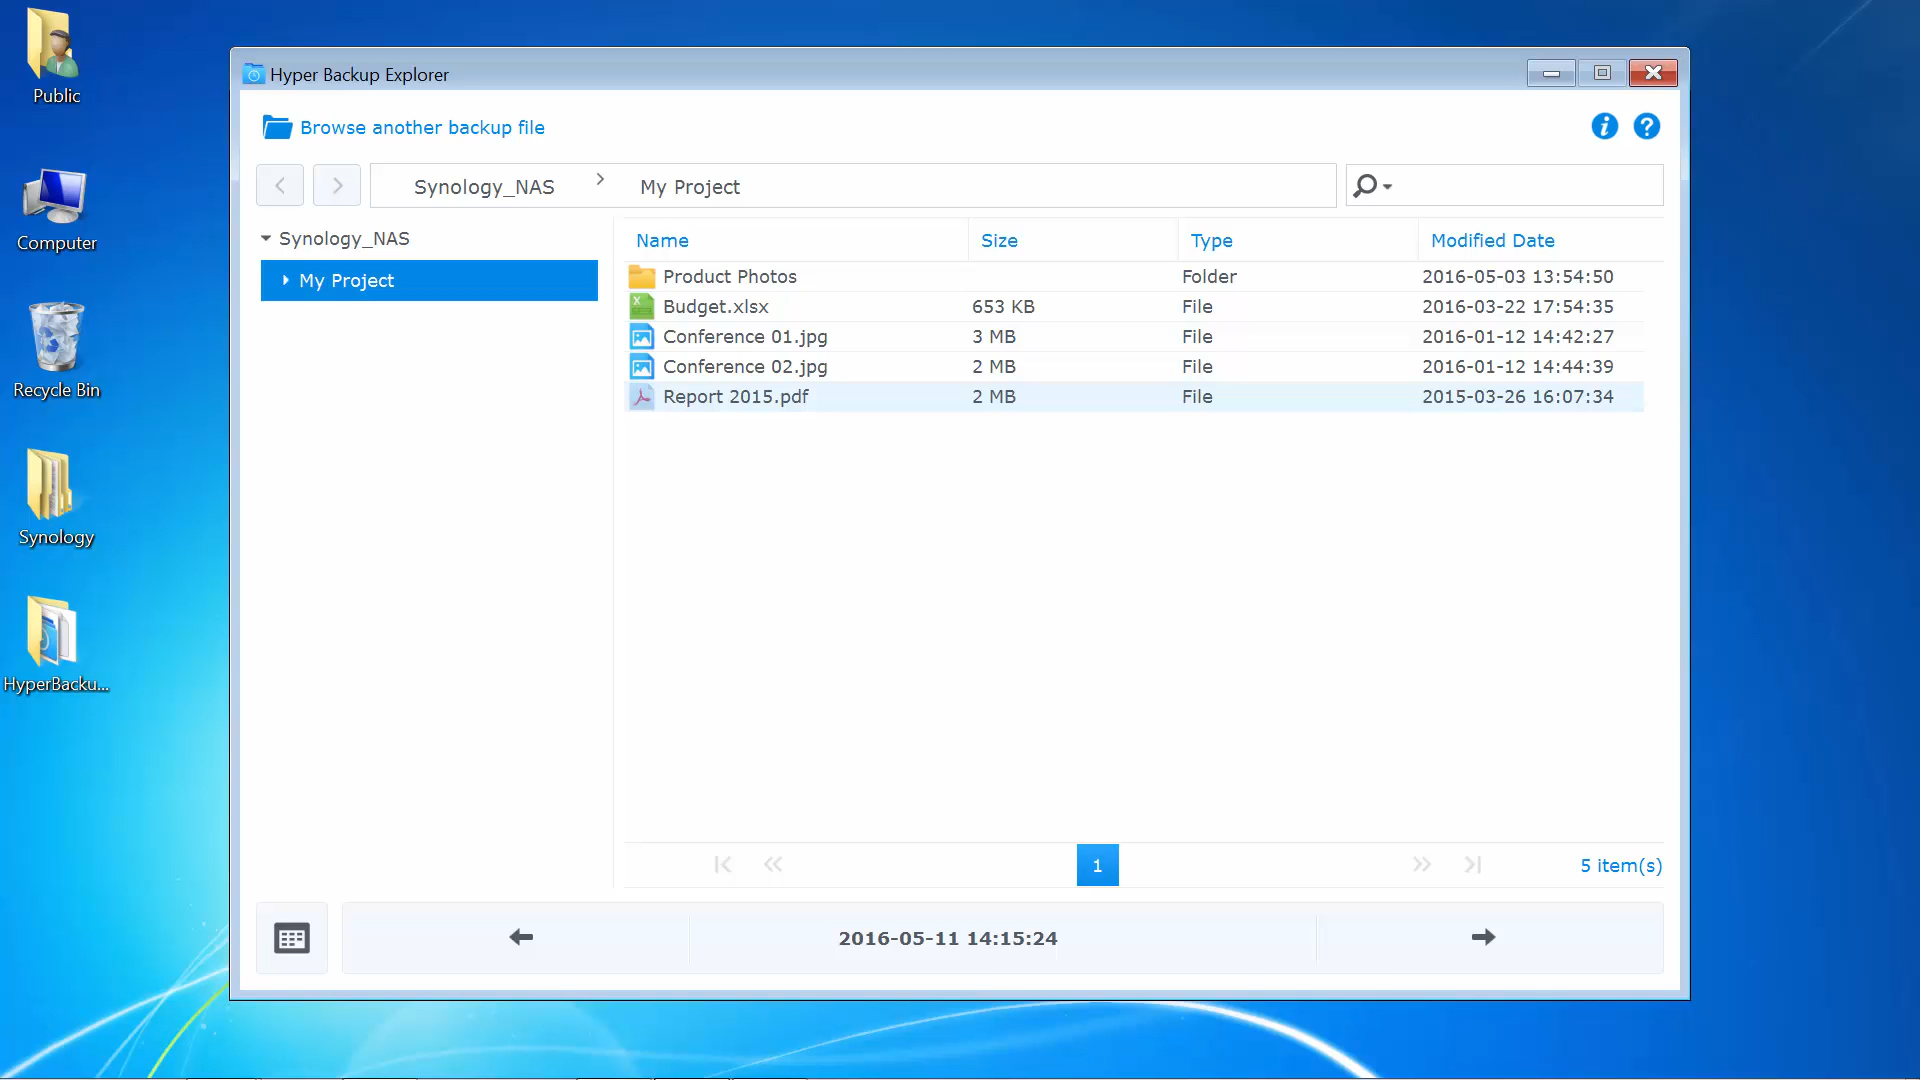 Public
Computer
Recycle Bin
Synology
HyperBacku...
Hyper Backup Explorer
Browse another backup file
Synology_NAS > My Project
Synology_NAS
My Project
Name Size Type Modified Date
Product Photos Folder 2016-05-03 13:54:50
Budget.xlsx 653 KB File 2016-03-22 17:54:35
Conference 01.jpg 3 MB File 2016-01-12 14:42:27
Conference 02.jpg 2 MB File 2016-01-12 14:44:39
Report 2015.pdf 2 MB File 2015-03-26 16:07:34
1
5 item(s)
2016-05-11 14:15:24